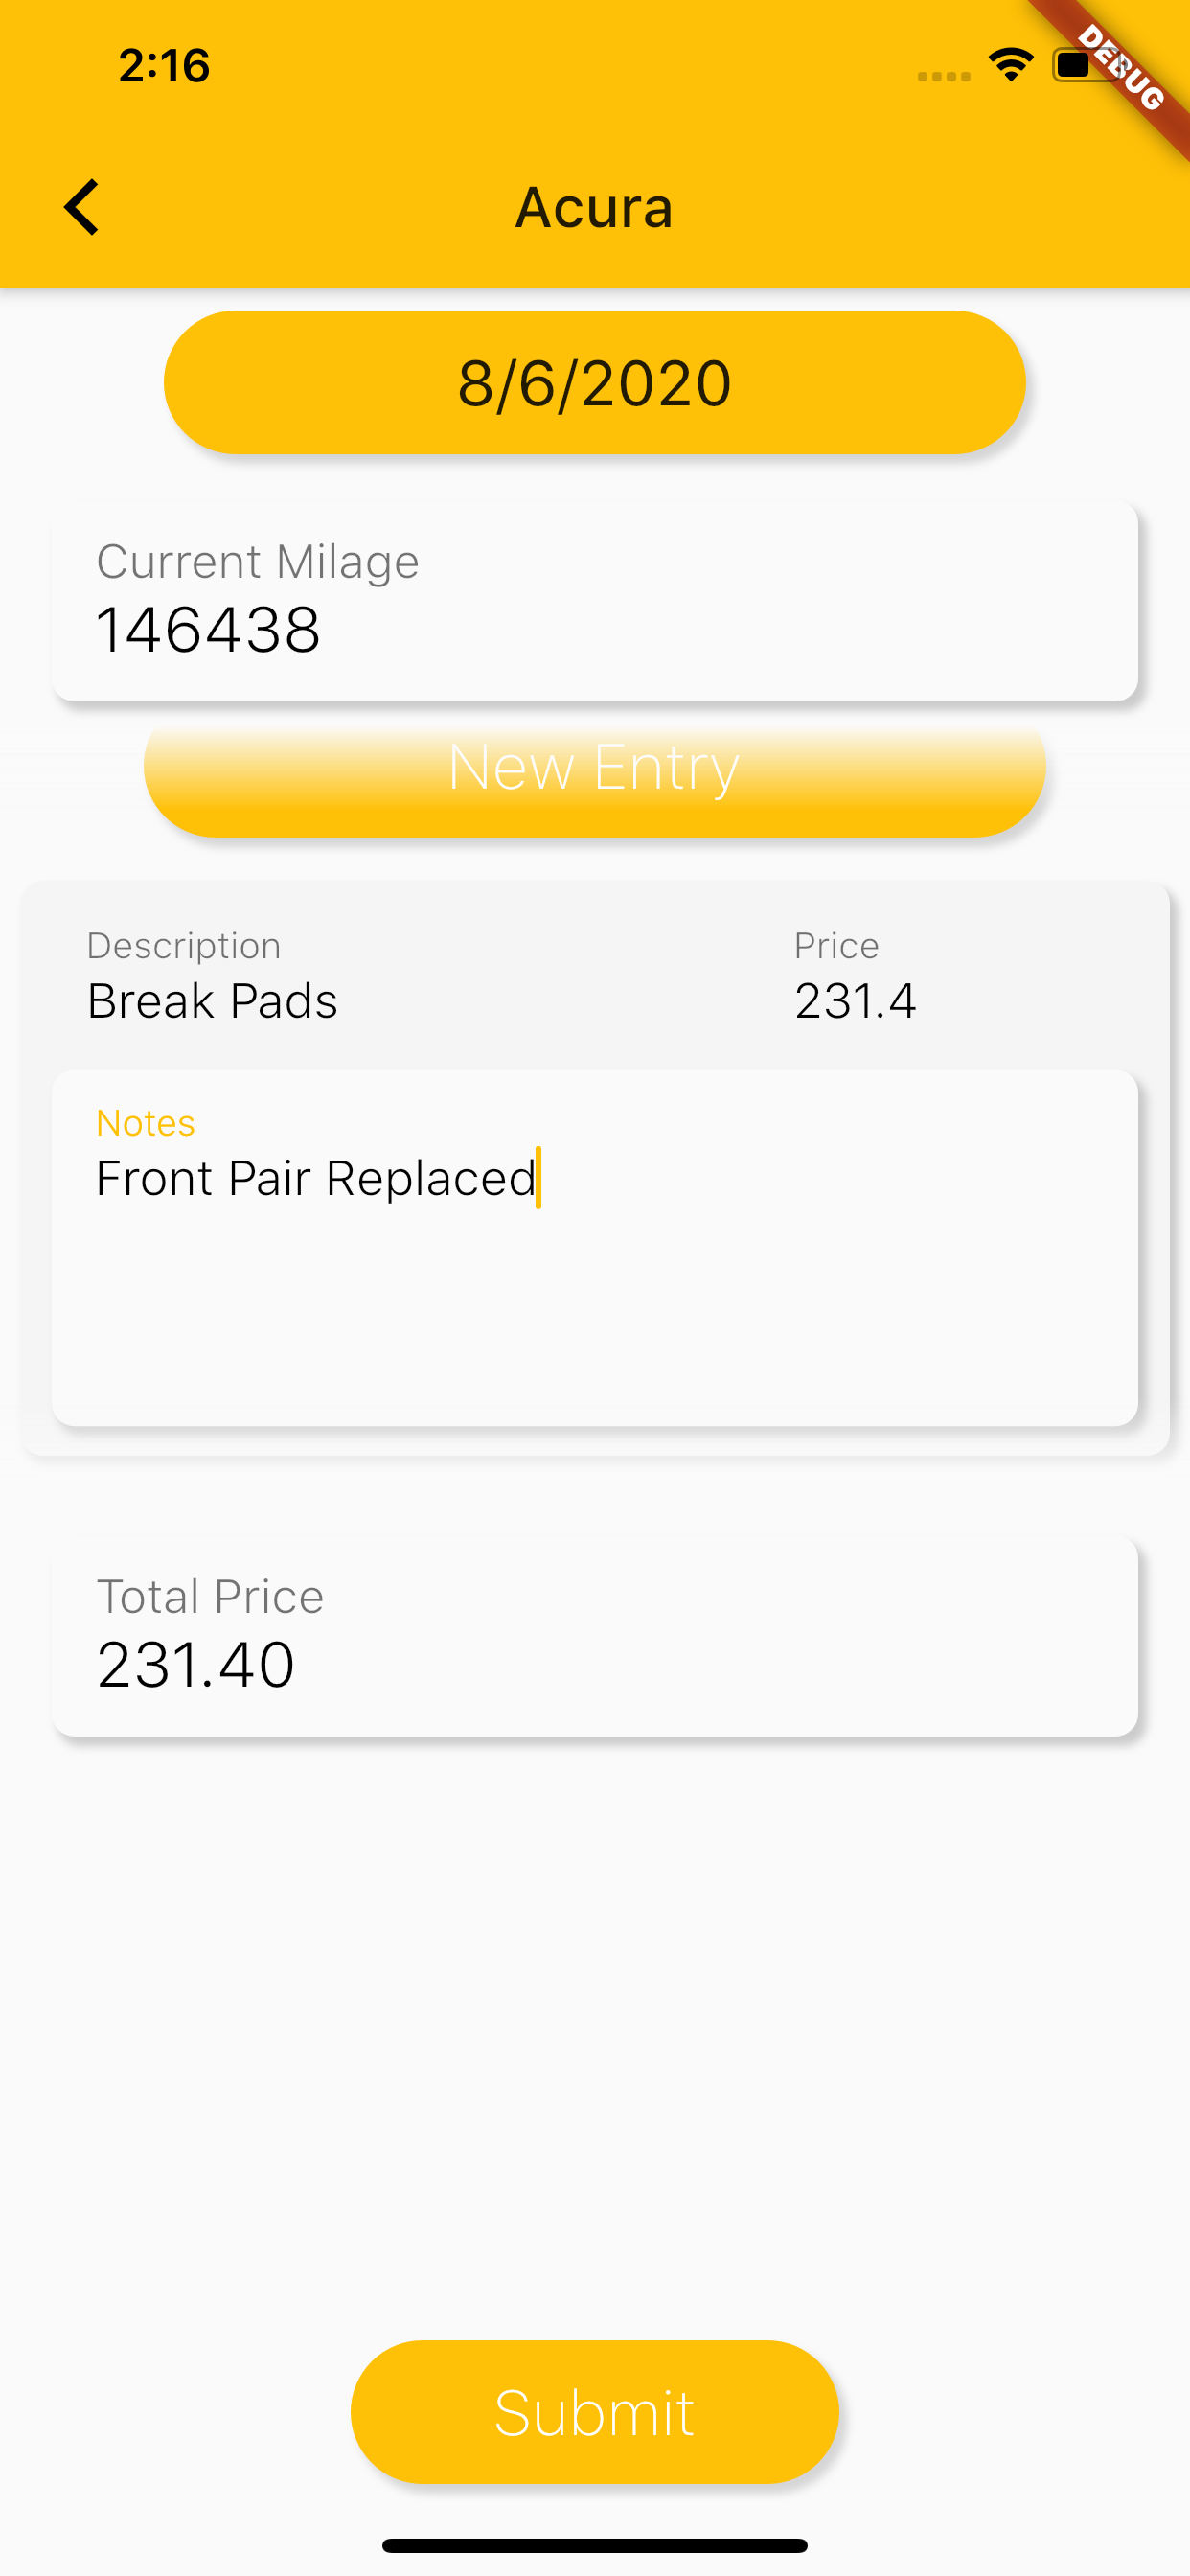 2:16
DEBUG
Acura
8/6/2020
Current Milage
146438
New Entry
Description
Price
Break Pads
231.4
Notes
Front Pair Replaced
Total Price
231.40
Submit